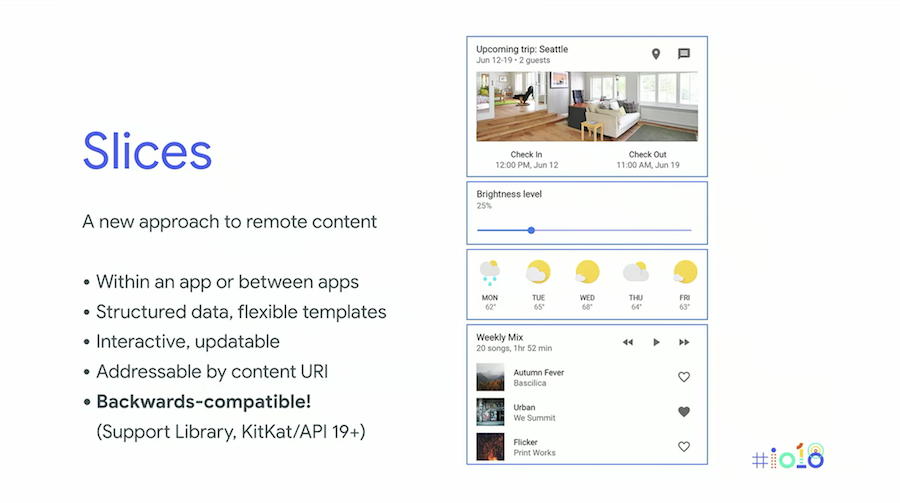 Slices
A new approach to remote content
• Within an app or between apps
• Structured data, flexible templates
• Interactive, updatable
• Addressable by content URI
• Backwards-compatible!
(Support Library, KitKat/API 19+)
Upcoming trip: Seattle
Jun 12-19 • 2 guests
Check In
12:00 PM, Jun 12
Check Out
11:00 AM, Jun 19
Brightness level
25%
MON TUE WED THU FRI
62° 65° 68° 64° 63°
Weekly Mix
20 songs, 1hr 52 min
Autumn Fever
Bascilica
Urban
We Summit
Flicker
Print Works
#io18